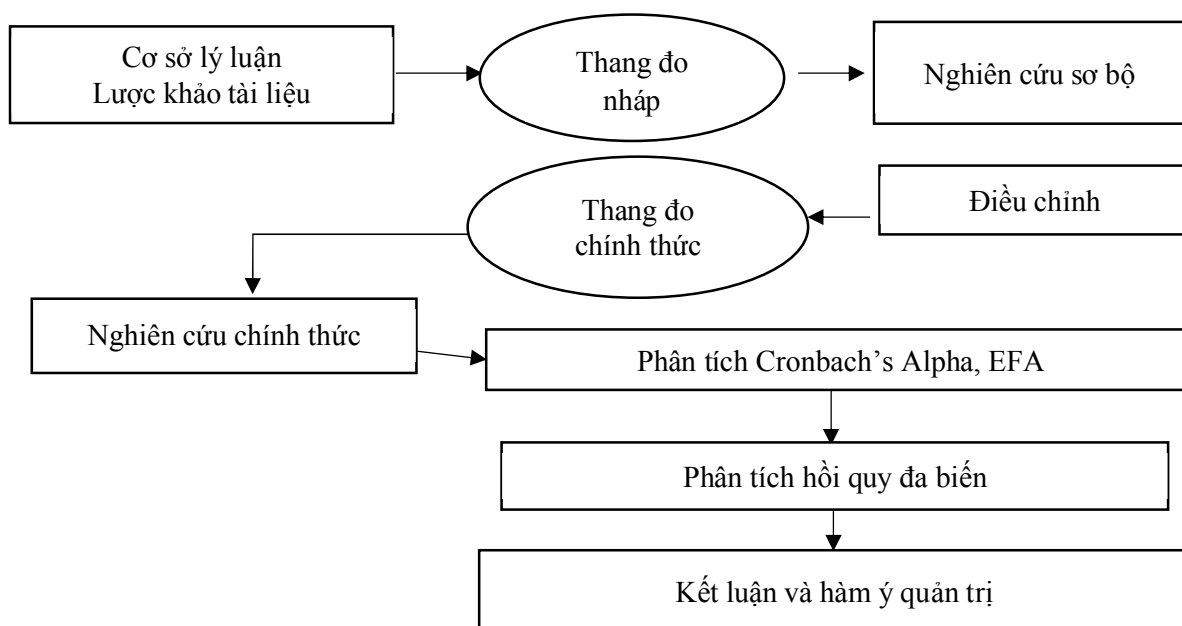 Cơ sở lý luận
Lược khảo tài liệu
Thang đo
nháp
Nghiên cứu sơ bộ
Điều chỉnh
Thang đo
chính thức
Nghiên cứu chính thức
Phân tích Cronbach’s Alpha, EFA
Phân tích hồi quy đa biến
Kết luận và hàm ý quản trị